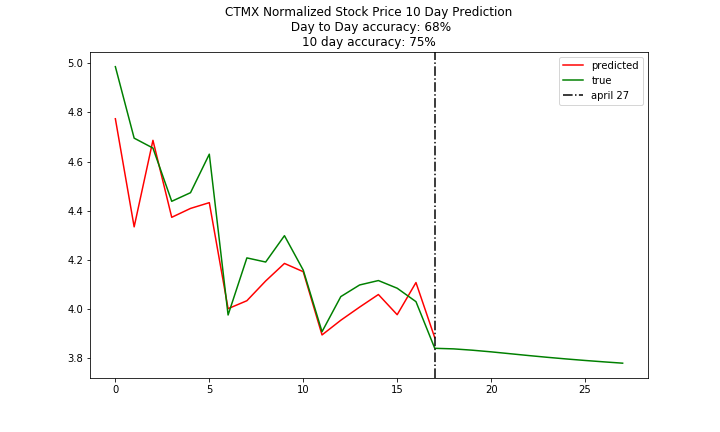 CTMX Normalized Stock Price 10 Day Prediction
Day to Day accuracy: 68%
10 day accuracy: 75%
predicted
true
april 27
5.0
4.8
4.6
4.4
4.2
4.0
3.8
0 5 10 15 20 25